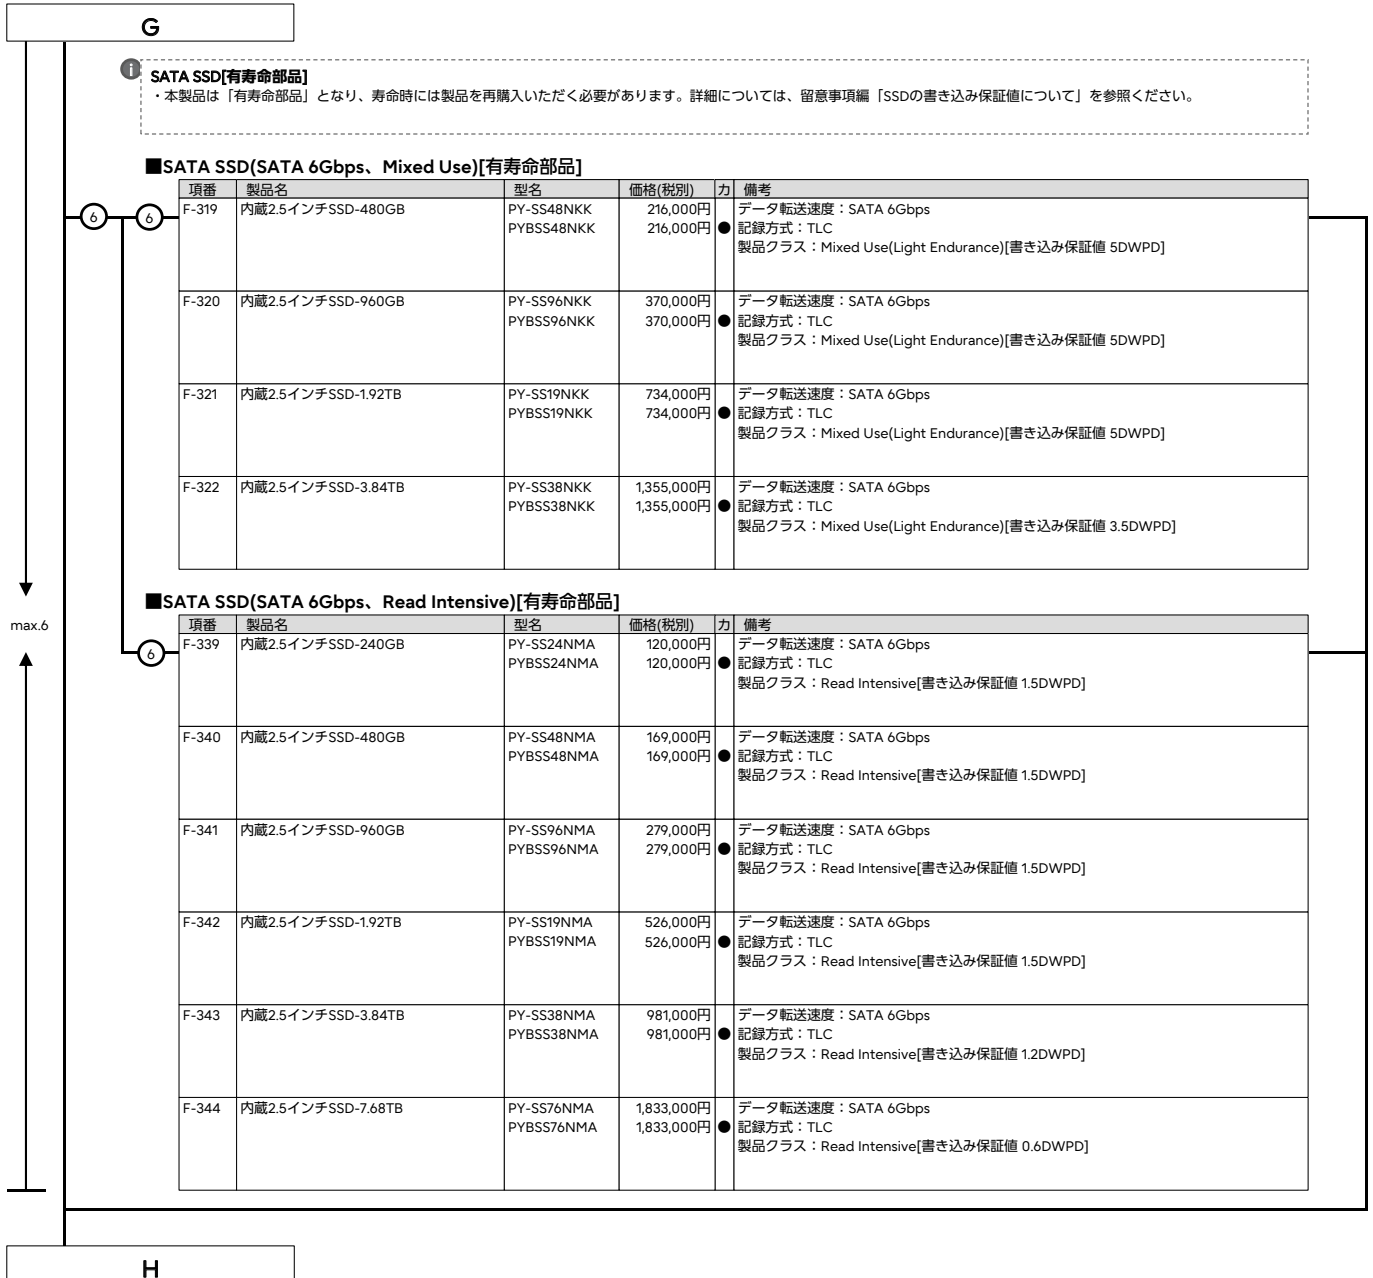 G
i
SATA SSD[有寿命部品]
・本製品は「有寿命部品」となり、寿命時には製品を再購入いただく必要があります。詳細については、留意事項編「SSDの書き込み保証値について」を参照ください。
■SATA SSD(SATA 6Gbps、Mixed Use)[有寿命部品]
項番 製品名 型名 価格(税別) カ 備考
6 6 F-319 内蔵2.5インチSSD-480GB PY-SS48NKK 216,000円 データ転送速度：SATA 6Gbps
PYBSS48NKK 216,000円 ● 記録方式：TLC
製品クラス：Mixed Use(Light Endurance)[書き込み保証値 5DWPD]
F-320 内蔵2.5インチSSD-960GB PY-SS96NKK 370,000円 データ転送速度：SATA 6Gbps
PYBSS96NKK 370,000円 ● 記録方式：TLC
製品クラス：Mixed Use(Light Endurance)[書き込み保証値 5DWPD]
F-321 内蔵2.5インチSSD-1.92TB PY-SS19NKK 734,000円 データ転送速度：SATA 6Gbps
PYBSS19NKK 734,000円 ● 記録方式：TLC
製品クラス：Mixed Use(Light Endurance)[書き込み保証値 5DWPD]
F-322 内蔵2.5インチSSD-3.84TB PY-SS38NKK 1,355,000円 データ転送速度：SATA 6Gbps
PYBSS38NKK 1,355,000円 ● 記録方式：TLC
製品クラス：Mixed Use(Light Endurance)[書き込み保証値 3.5DWPD]
■SATA SSD(SATA 6Gbps、Read Intensive)[有寿命部品]
max.6
項番 製品名 型名 価格(税別) カ 備考
6 F-339 内蔵2.5インチSSD-240GB PY-SS24NMA 120,000円 データ転送速度：SATA 6Gbps
PYBSS24NMA 120,000円 ● 記録方式：TLC
製品クラス：Read Intensive[書き込み保証値 1.5DWPD]
F-340 内蔵2.5インチSSD-480GB PY-SS48NMA 169,000円 データ転送速度：SATA 6Gbps
PYBSS48NMA 169,000円 ● 記録方式：TLC
製品クラス：Read Intensive[書き込み保証値 1.5DWPD]
F-341 内蔵2.5インチSSD-960GB PY-SS96NMA 279,000円 データ転送速度：SATA 6Gbps
PYBSS96NMA 279,000円 ● 記録方式：TLC
製品クラス：Read Intensive[書き込み保証値 1.5DWPD]
F-342 内蔵2.5インチSSD-1.92TB PY-SS19NMA 526,000円 データ転送速度：SATA 6Gbps
PYBSS19NMA 526,000円 ● 記録方式：TLC
製品クラス：Read Intensive[書き込み保証値 1.5DWPD]
F-343 内蔵2.5インチSSD-3.84TB PY-SS38NMA 981,000円 データ転送速度：SATA 6Gbps
PYBSS38NMA 981,000円 ● 記録方式：TLC
製品クラス：Read Intensive[書き込み保証値 1.2DWPD]
F-344 内蔵2.5インチSSD-7.68TB PY-SS76NMA 1,833,000円 データ転送速度：SATA 6Gbps
PYBSS76NMA 1,833,000円 ● 記録方式：TLC
製品クラス：Read Intensive[書き込み保証値 0.6DWPD]
H